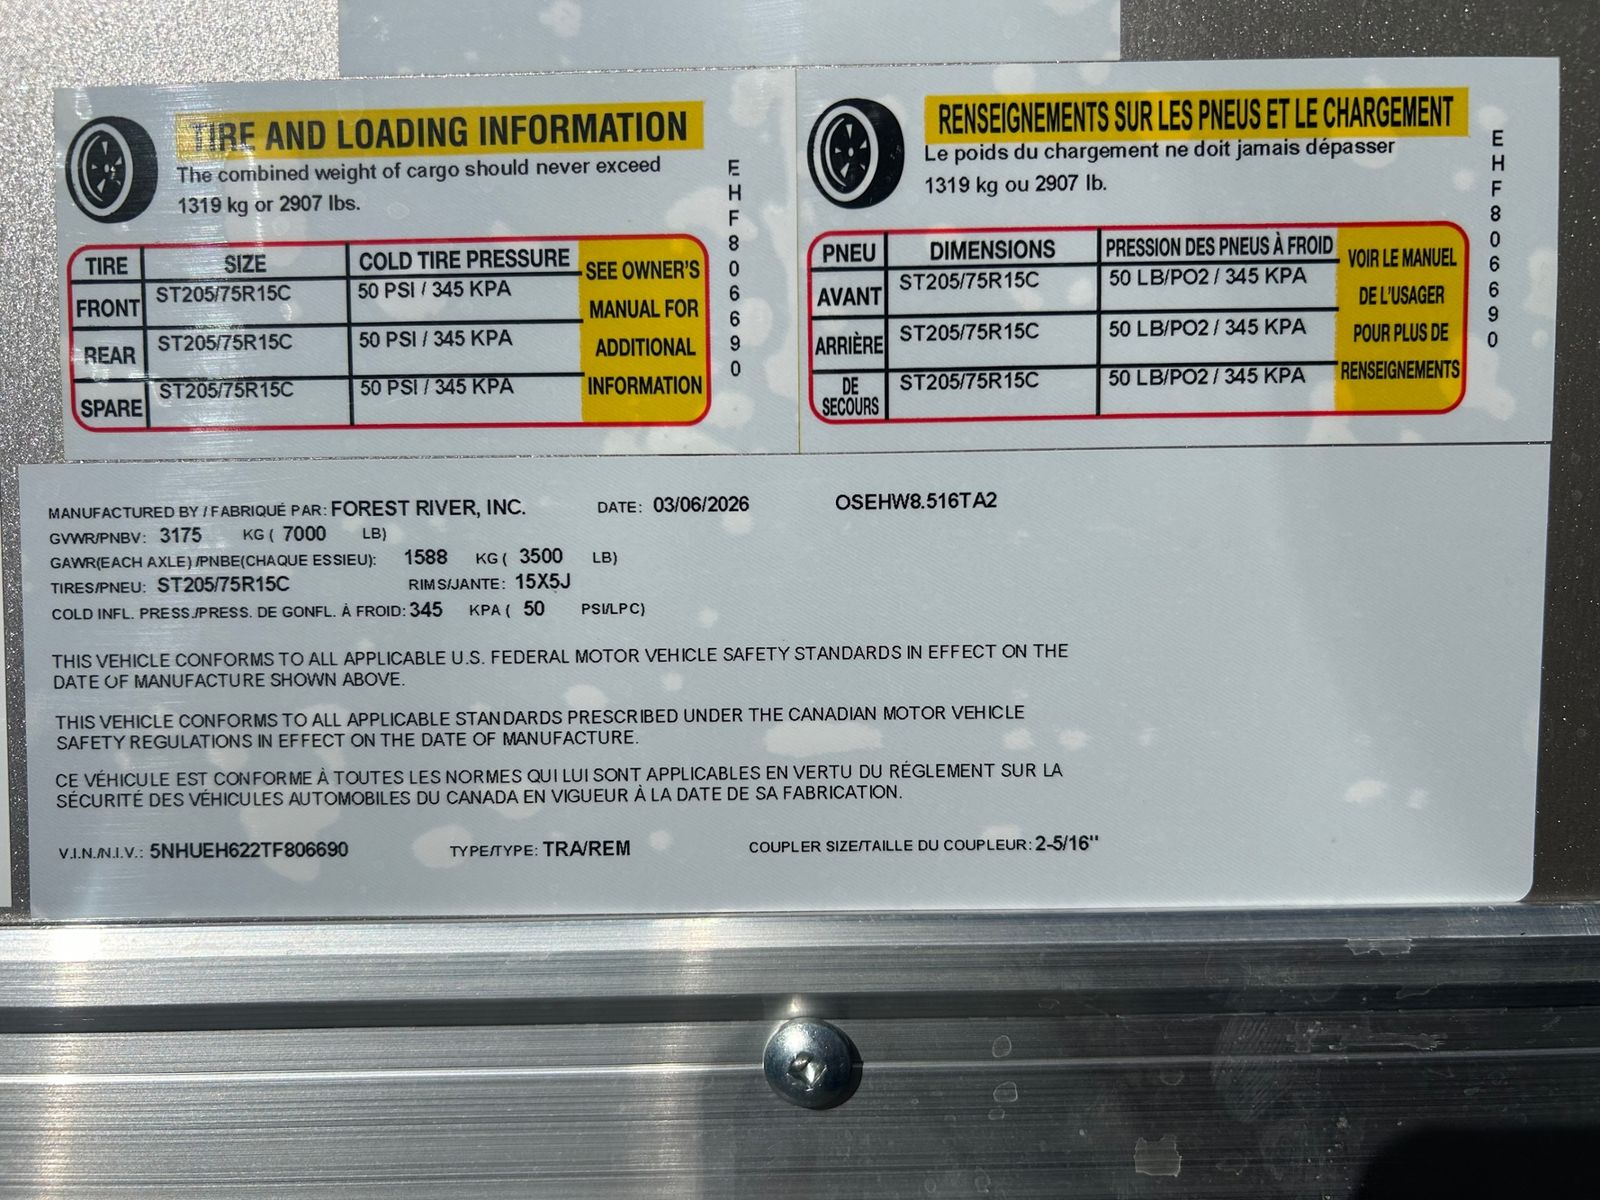 TIRE AND LOADING INFORMATION
The combined weight of cargo should never exceed
1319 kg or 2907 lbs.
TIRE SIZE COLD TIRE PRESSURE
FRONT ST205/75R15C 50 PSI / 345 KPA
REAR ST205/75R15C 50 PSI / 345 KPA
SPARE ST205/75R15C 50 PSI / 345 KPA
SEE OWNER'S
MANUAL FOR
ADDITIONAL
INFORMATION
EHF806690
RENSEIGNEMENTS SUR LES PNEUS ET LE CHARGEMENT
Le poids du chargement ne doit jamais dépasser
1319 kg ou 2907 lb.
PNEU DIMENSIONS PRESSION DES PNEUS À FROID
AVANT ST205/75R15C 50 LB/PO2 / 345 KPA
ARRIÈRE ST205/75R15C 50 LB/PO2 / 345 KPA
DE SECOURS ST205/75R15C 50 LB/PO2 / 345 KPA
VOIR LE MANUEL
DE L'USAGER
POUR PLUS DE
RENSEIGNEMENTS
EHF806690
MANUFACTURED BY / FABRIQUÉ PAR: FOREST RIVER, INC. DATE: 03/06/2026 OSEHW8.516TA2
GVWR/PNBV: 3175 KG ( 7000 LB)
GAWR(EACH AXLE) /PNBE(CHAQUE ESSIEU): 1588 KG ( 3500 LB)
TIRES/PNEU: ST205/75R15C RIMS/JANTE: 15X5J
COLD INFL. PRESS./PRESS. DE GONFL. À FROID: 345 KPA ( 50 PSI/LPC)
THIS VEHICLE CONFORMS TO ALL APPLICABLE U.S. FEDERAL MOTOR VEHICLE SAFETY STANDARDS IN EFFECT ON THE
DATE OF MANUFACTURE SHOWN ABOVE.
THIS VEHICLE CONFORMS TO ALL APPLICABLE STANDARDS PRESCRIBED UNDER THE CANADIAN MOTOR VEHICLE
SAFETY REGULATIONS IN EFFECT ON THE DATE OF MANUFACTURE.
CE VÉHICULE EST CONFORME À TOUTES LES NORMES QUI LUI SONT APPLICABLES EN VERTU DU RÉGLEMENT SUR LA
SÉCURITÉ DES VÉHICULES AUTOMOBILES DU CANADA EN VIGUEUR À LA DATE DE SA FABRICATION.
V.I.N./N.I.V.: 5NHUEH622TF806690 TYPE/TYPE: TRA/REM COUPLER SIZE/TAILLE DU COUPLEUR: 2-5/16"